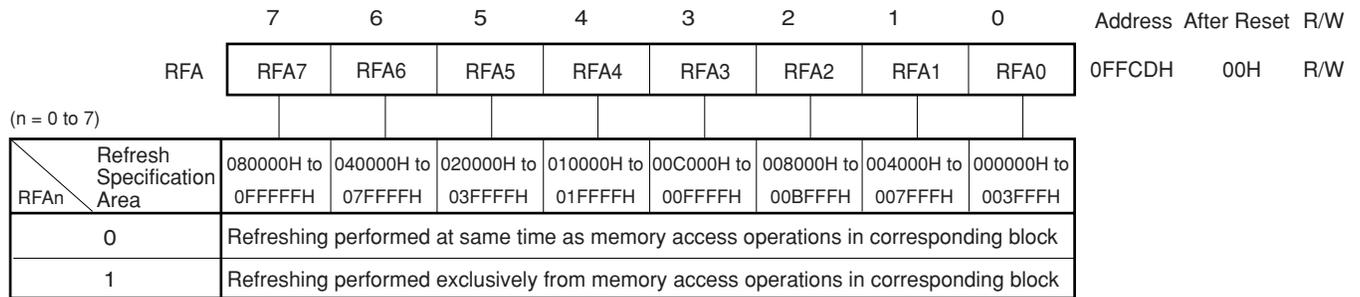 7 6 5 4 3 2 1 0 Address After Reset R/W
RFA RFA7 RFA6 RFA5 RFA4 RFA3 RFA2 RFA1 RFA0 0FFCDH 00H R/W
(n = 0 to 7)
Refresh
Specification
RFAn Area
080000H to 040000H to 020000H to 010000H to 00C000H to 008000H to 004000H to 000000H to
0FFFFFH 07FFFFH 03FFFFH 01FFFFH 00FFFFH 00BFFFH 007FFFH 003FFFH
0 Refreshing performed at same time as memory access operations in corresponding block
1 Refreshing performed exclusively from memory access operations in corresponding block